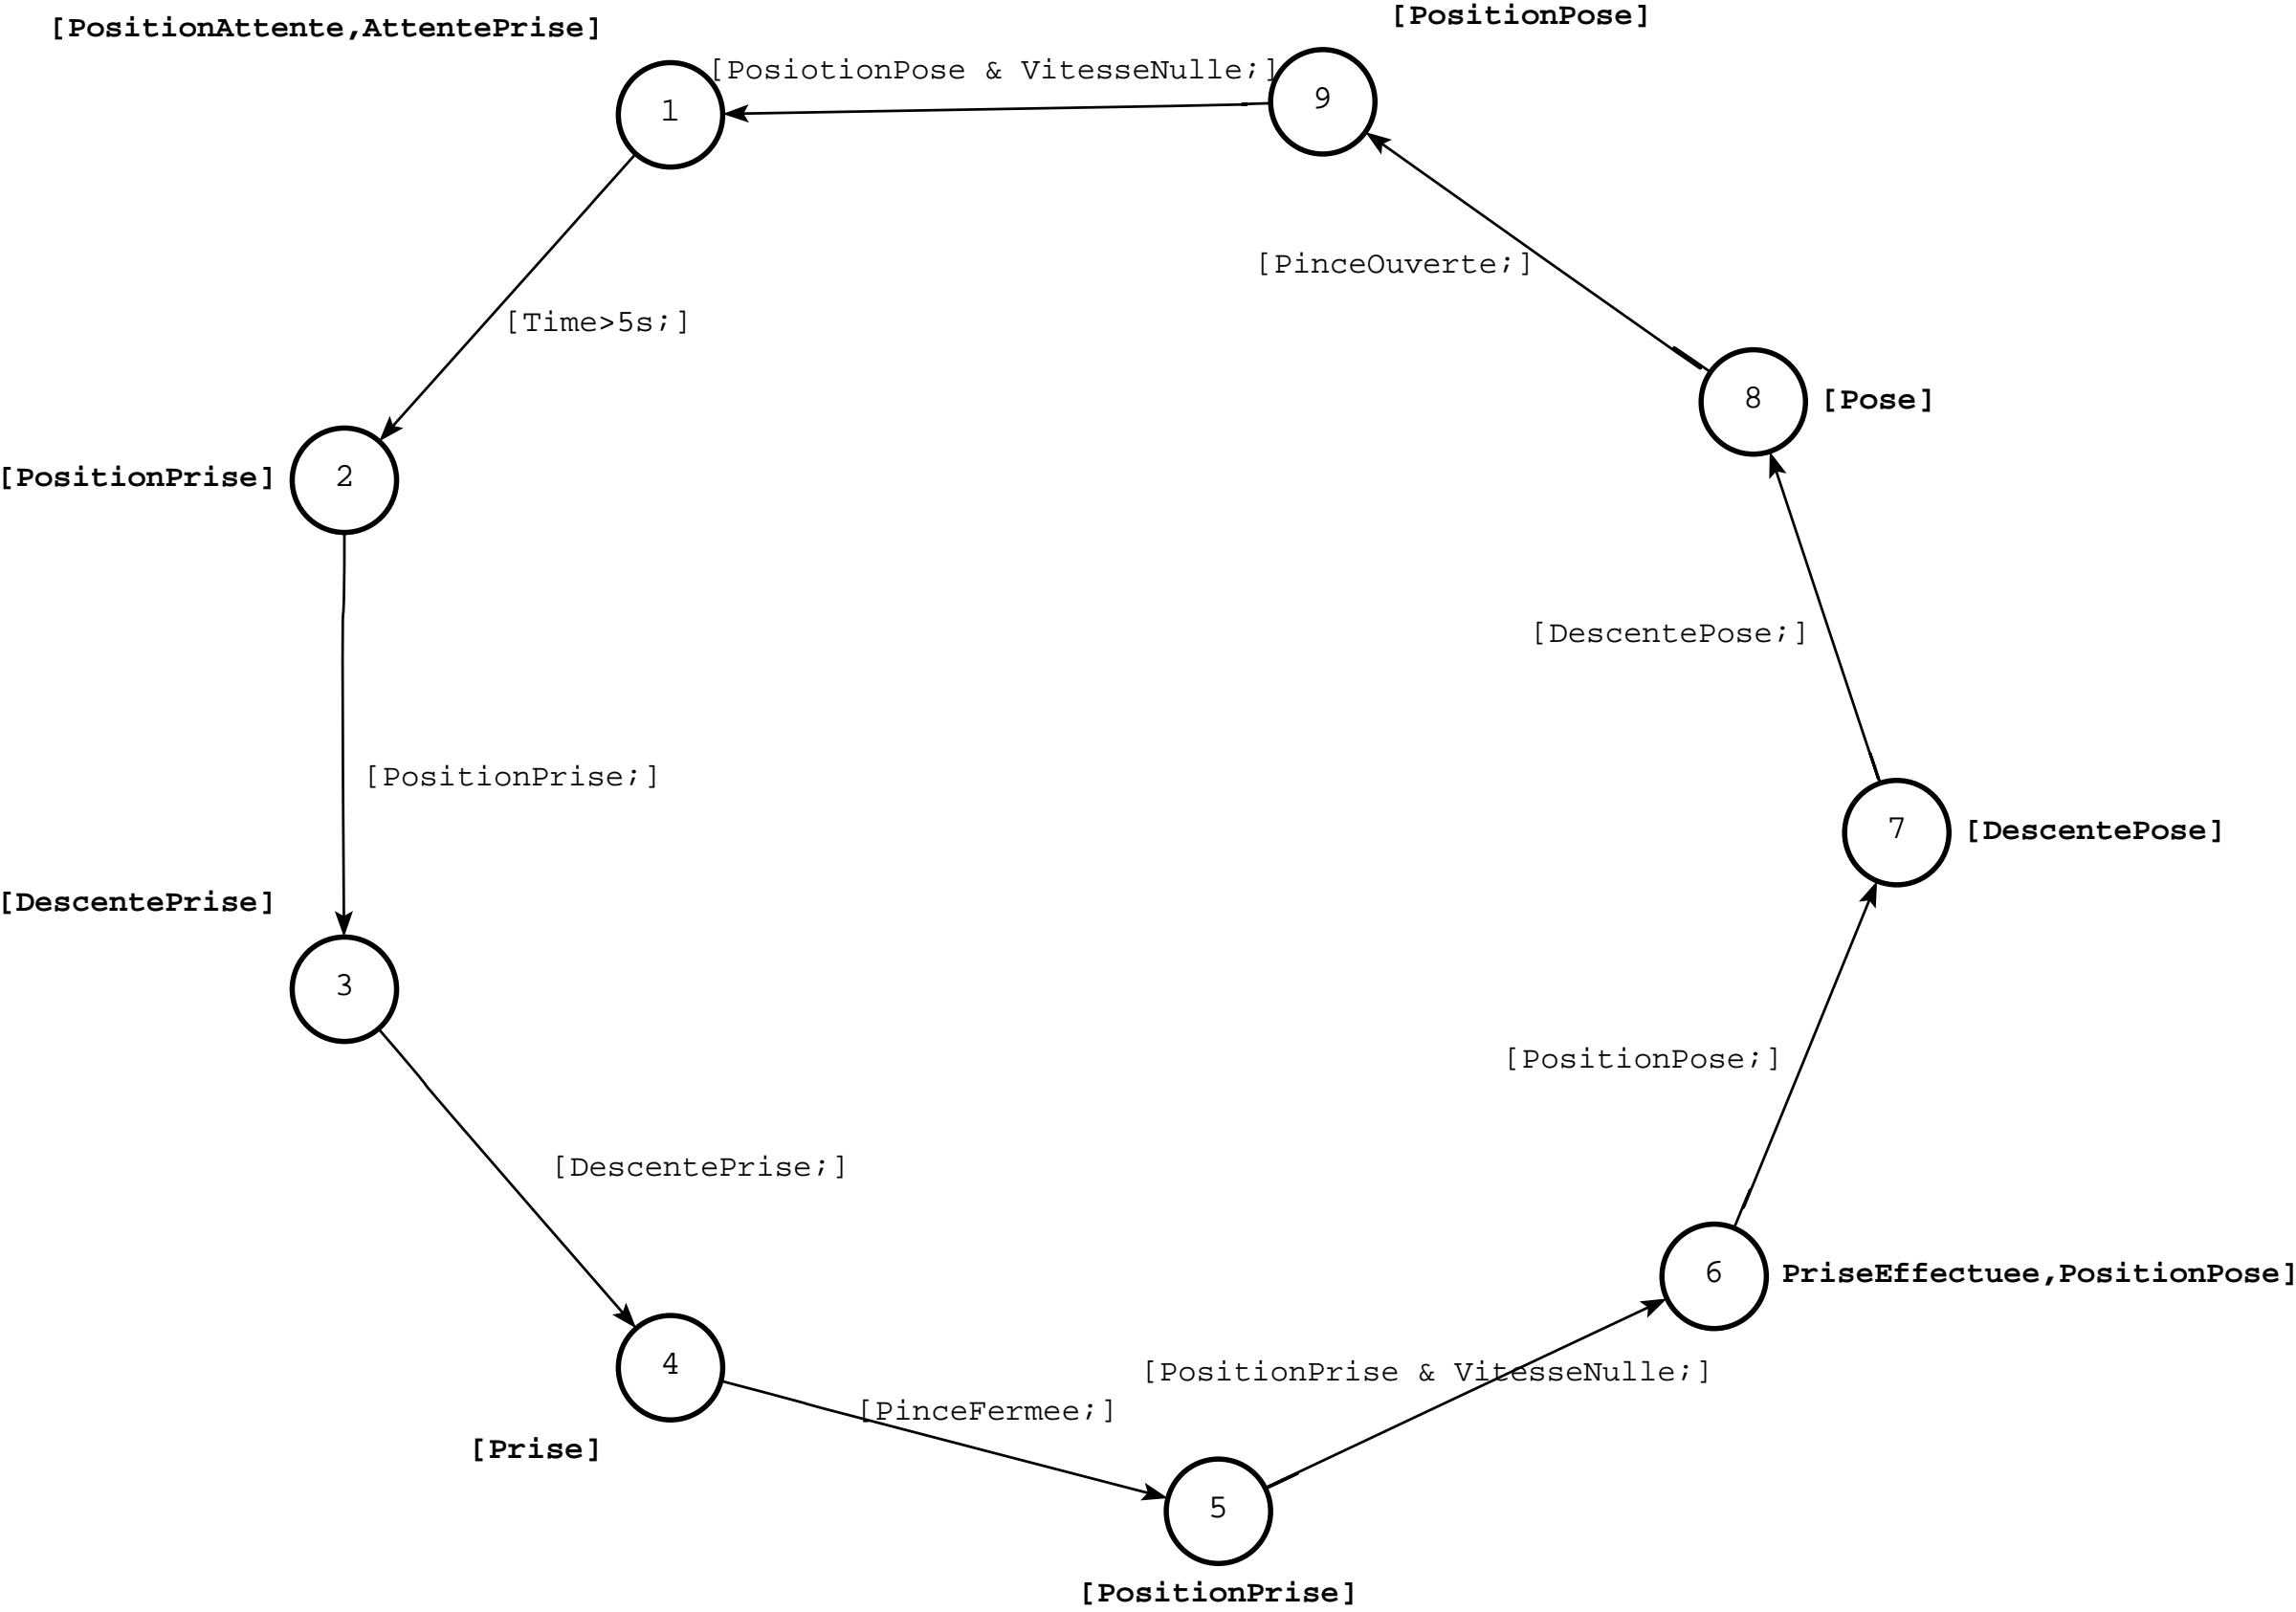 [PositionPose]
[PositionAttente,AttentePrise]
[PosiotionPose & VitesseNulle;]
9
1
[PinceOuverte;]
[Time>5s;]
8
[Pose]
[PositionPrise]
2
[DescentePose;]
[PositionPrise;]
7
[DescentePose]
[DescentePrise]
3
[PositionPose;]
[DescentePrise;]
6
PriseEffectuee,PositionPose]
4
[PositionPrise & VitesseNulle;]
[PinceFermee;]
[Prise]
5
[PositionPrise]